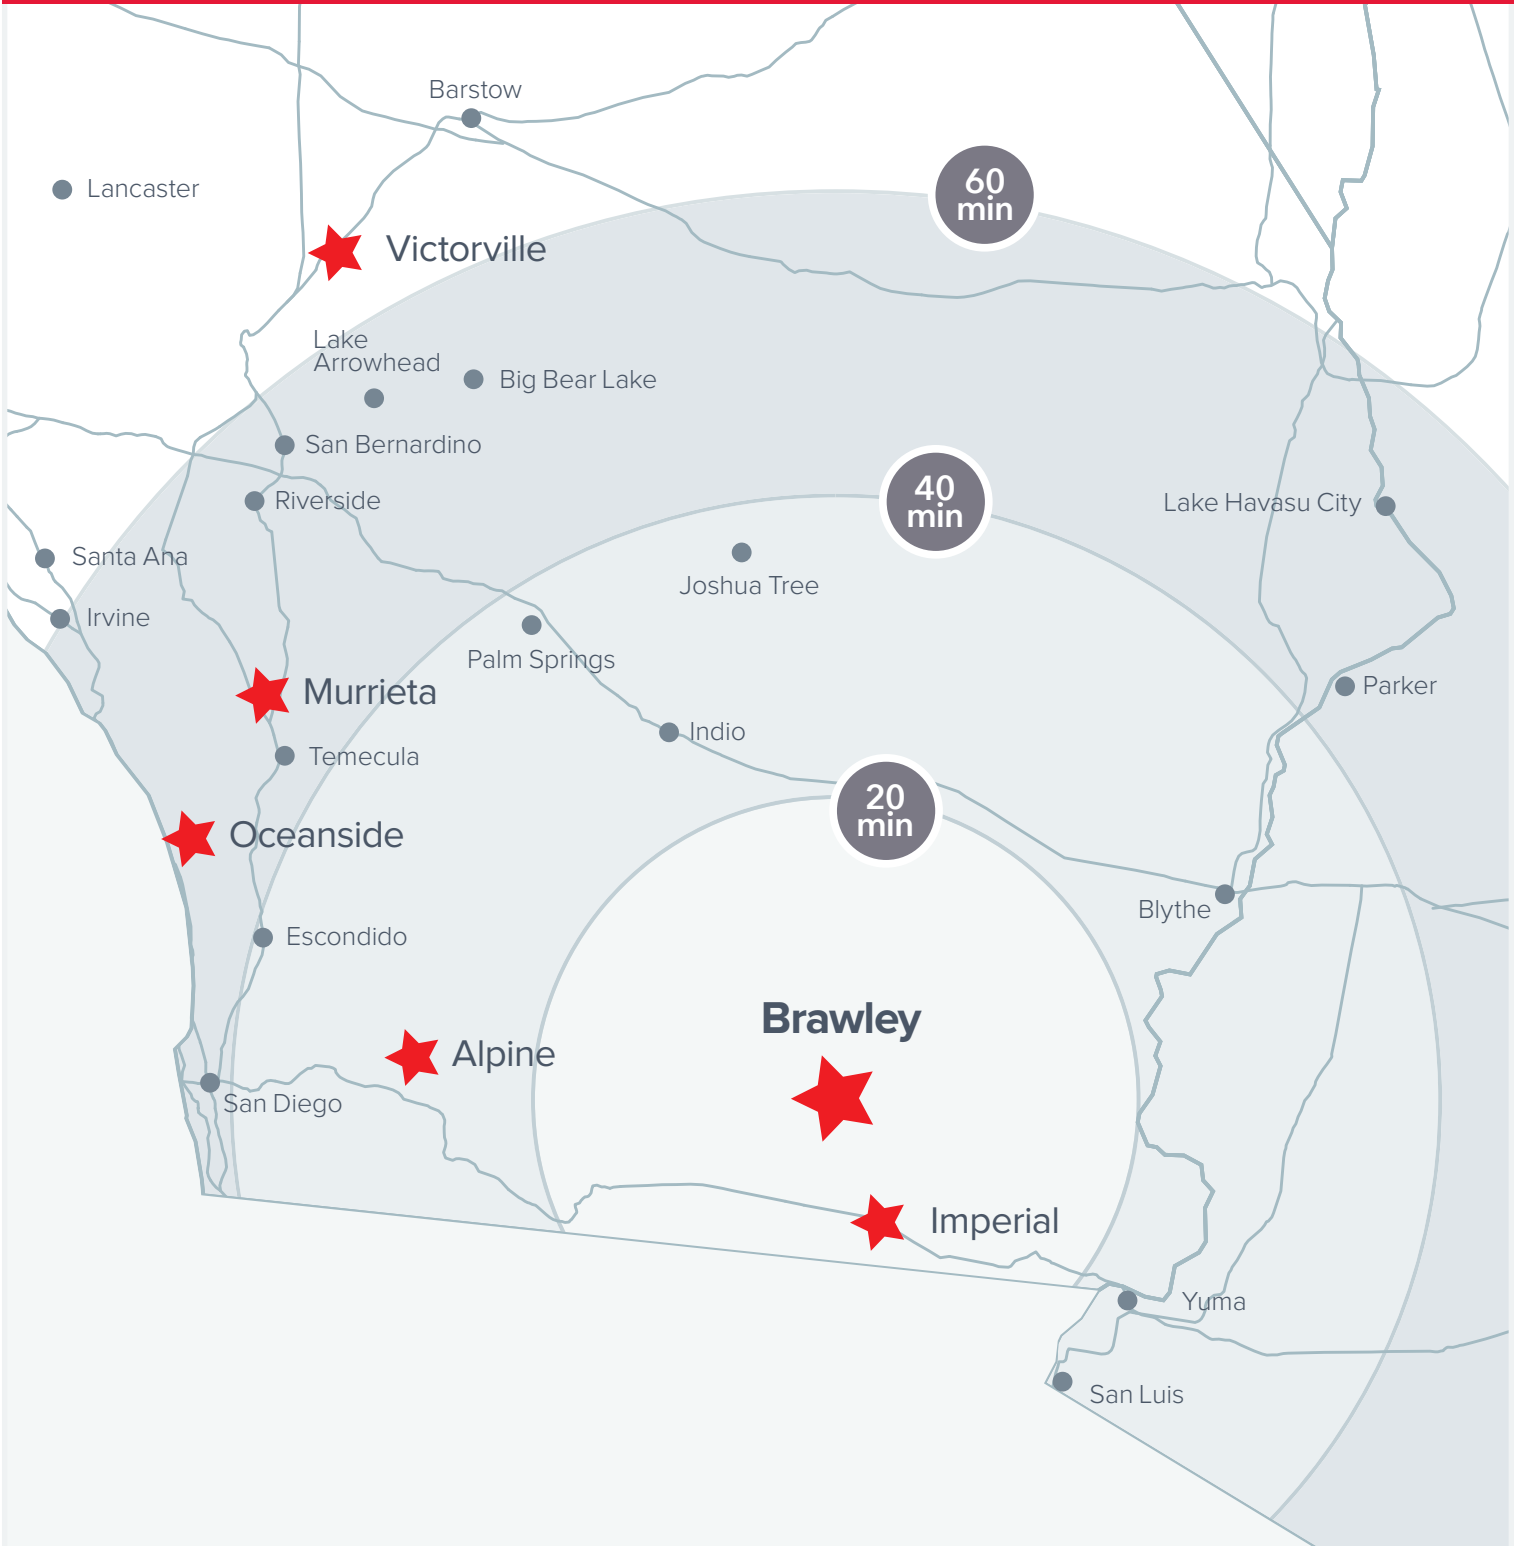 Barstow
60
min
Lancaster
Victorville
Lake
Arrowhead
Big Bear Lake
San Bernardino
Riverside
40
min
Lake Havasu City
Santa Ana
Joshua Tree
Irvine
Palm Springs
Murrieta
Parker
Indio
Temecula
20
min
Oceanside
Blythe
Escondido
Brawley
Alpine
San Diego
Imperial
Yuma
San Luis